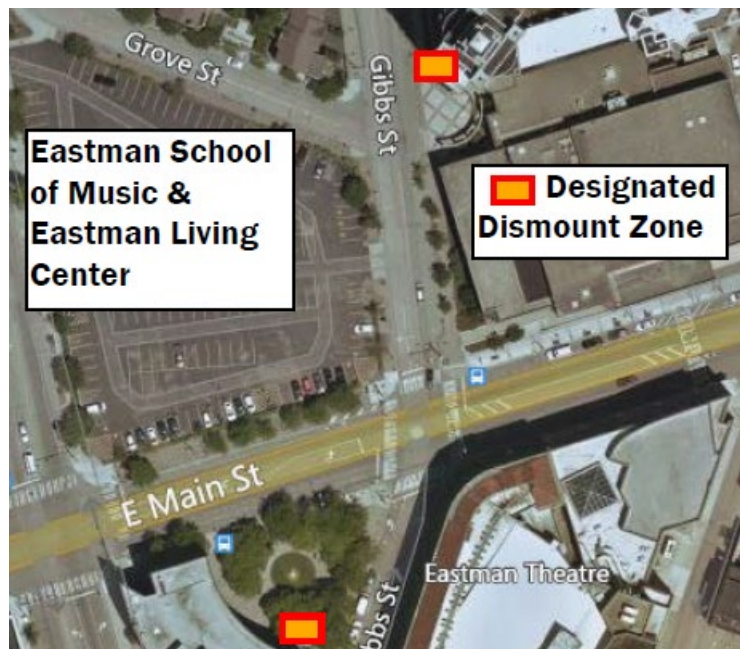 Grove St
Gibbs St
Eastman School
of Music &
Eastman Living
Center
Designated
Dismount Zone
E Main St
Eastman Theatre
bbs St